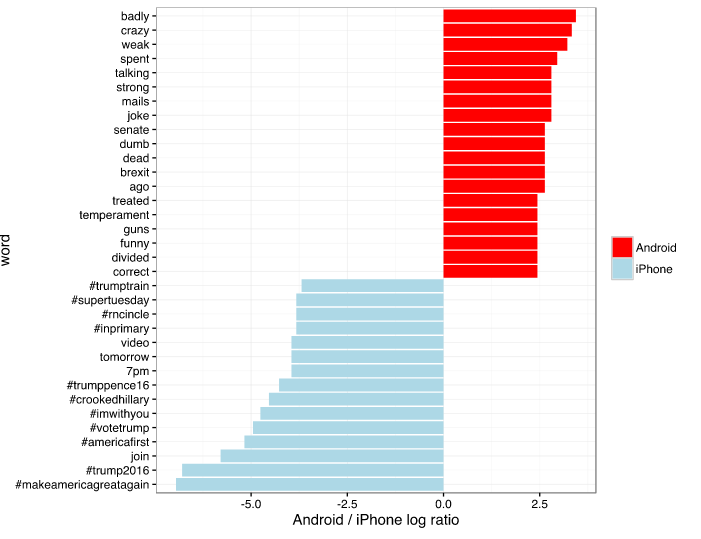 badly
crazy
weak
spent
talking
strong
mails
joke
senate
dumb
dead
brexit
ago
treated
temperament
guns
funny
divided
correct
#trumptrain
#supertuesday
#rncincle
#inprimary
video
tomorrow
7pm
#trumppence16
#crookedhillary
#imwithyou
#votetrump
#americafirst
join
#trump2016
#makeamericagreatagain
word
-5.0 -2.5 0.0 2.5
Android / iPhone log ratio
Android
iPhone